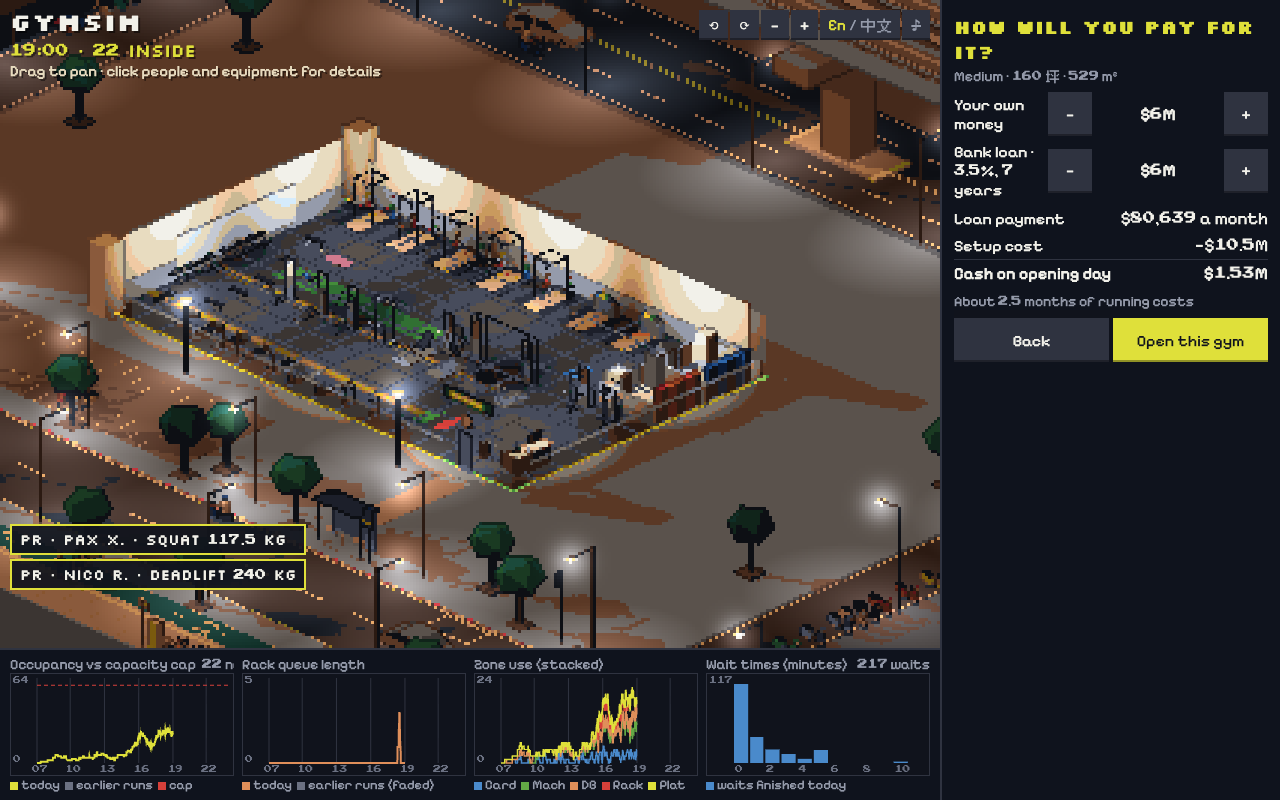 GYMSIM
19:00 · 22 INSIDE
Drag to pan · click people and equipment for details
⟲ ⟳ - + En / 中文 ♪
PR · PAX X. · SQUAT 117.5 KG
PR · NICO R. · DEADLIFT 240 KG
HOW WILL YOU PAY FOR IT?
Medium · 160 坪 · 529 m²
Your own money - $6M +
Bank loan · 3.5%, 7 years - $6M +
Loan payment $80,639 a month
Setup cost -$10.5M
Cash on opening day $1.53M
About 2.5 months of running costs
Back Open this gym
Occupancy vs capacity cap 22 n
64
0
07 10 13 16 19 22
today earlier runs cap
Rack queue length
5
0
07 10 13 16 19 22
today earlier runs (faded)
Zone use (stacked)
24
0
07 10 13 16 19 22
Card Mach DB Rack Plat
Wait times (minutes) 217 waits
117
0 2 4 6 8 10
waits finished today